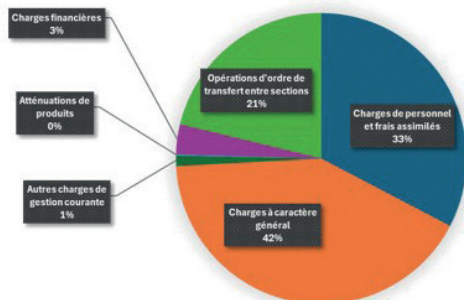 Charges financières
3%
Atténuations de
produits
0%
Autres charges de
gestion courante
1%
Opérations d'ordre de
transfert entre sections
21%
Charges de personnel
et frais assimilés
33%
Charges à caractère
général
42%